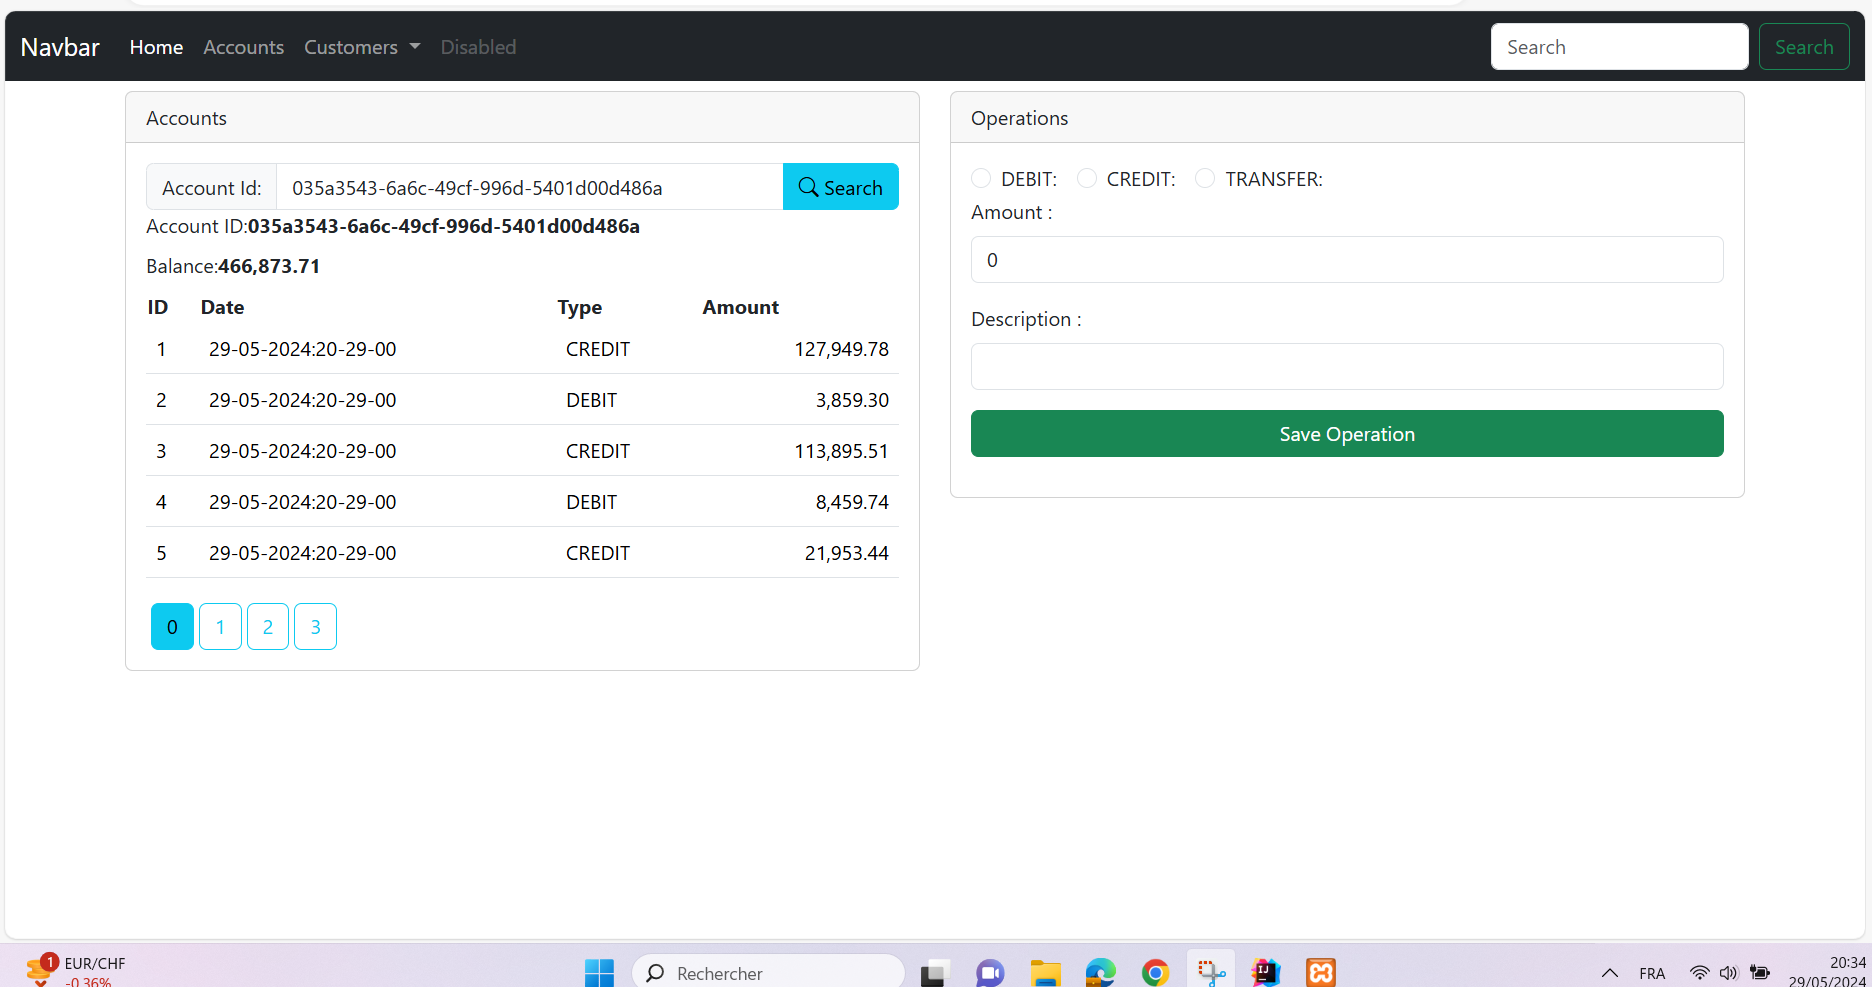 Navbar Home Accounts Customers Disabled Search Search
Accounts
Account Id: 035a3543-6a6c-49cf-996d-5401d00d486a Search
Account ID:035a3543-6a6c-49cf-996d-5401d00d486a
Balance:466,873.71
ID Date Type Amount
1 29-05-2024:20-29-00 CREDIT 127,949.78
2 29-05-2024:20-29-00 DEBIT 3,859.30
3 29-05-2024:20-29-00 CREDIT 113,895.51
4 29-05-2024:20-29-00 DEBIT 8,459.74
5 29-05-2024:20-29-00 CREDIT 21,953.44
0 1 2 3
Operations
DEBIT: CREDIT: TRANSFER:
Amount :
0
Description :
Save Operation
1 EUR/CHF
-0.36%
Rechercher
IJ
FRA
20:34
29/05/2024